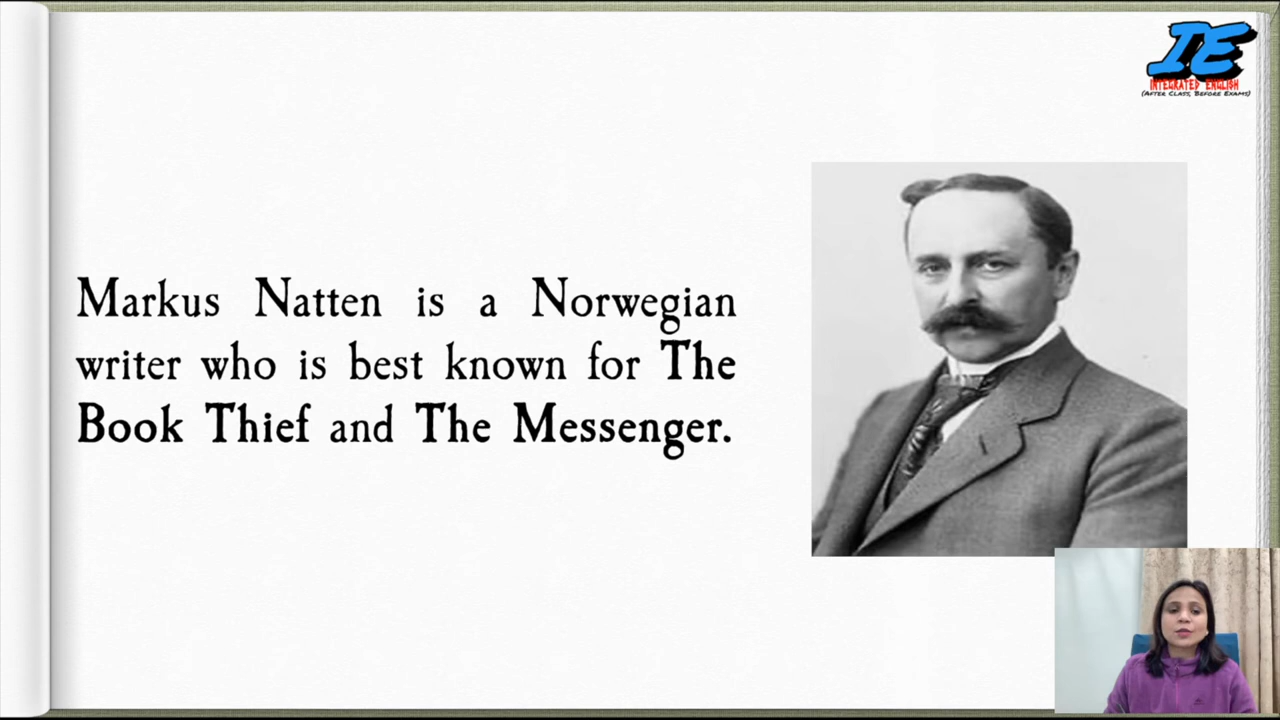 IE
INTEGRATED ENGLISH
(AFTER CLASS, BEFORE EXAMS)
Markus Natten is a Norwegian
writer who is best known for The
Book Thief and The Messenger.